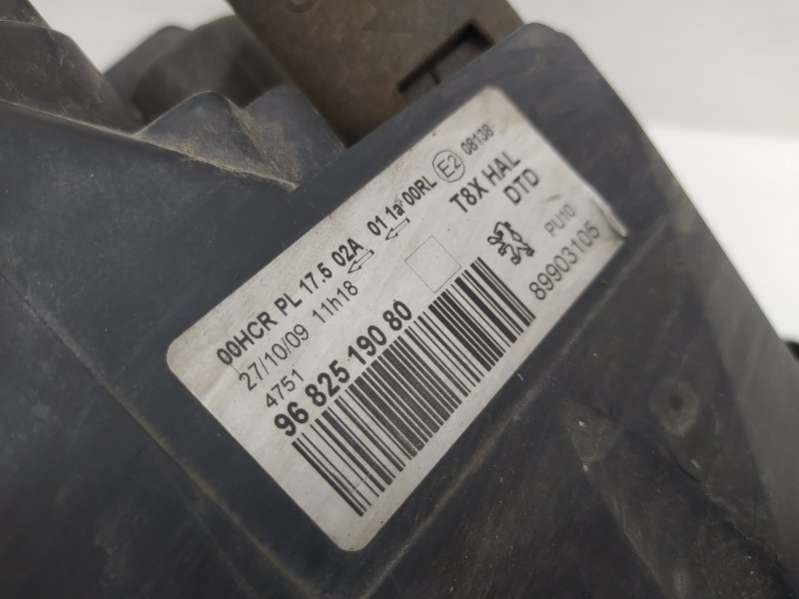 00HCR PL 17.5 02A 01 1a 00RL E2 08138
27/10/09 11h18
T8X HAL
4751
DTD
96 825 190 80
PU10
89903105